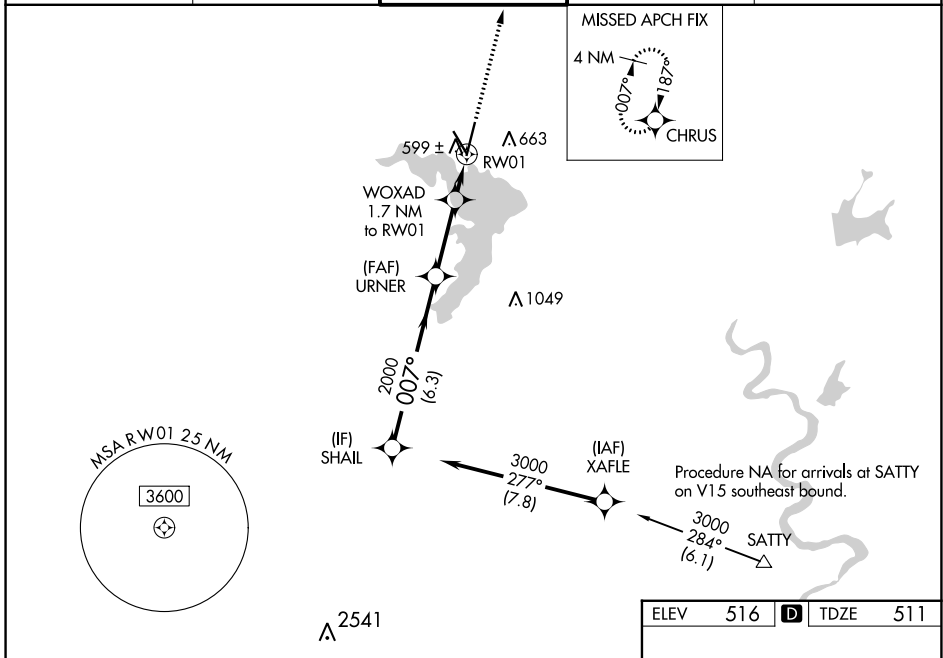 MISSED APCH FIX
4 NM
007°
187°
CHRUS
599 ±
663
RW01
WOXAD
1.7 NM
to RW01
(FAF)
URNER
1049
2000
007°
(6.3)
(IF)
SHAIL
(IAF)
XAFLE
3000
277°
(7.8)
Procedure NA for arrivals at SATTY
on V15 southeast bound.
3000
284°
(6.1)
SATTY
MSA RW01 25 NM
3600
2541
ELEV 516 D TDZE 511